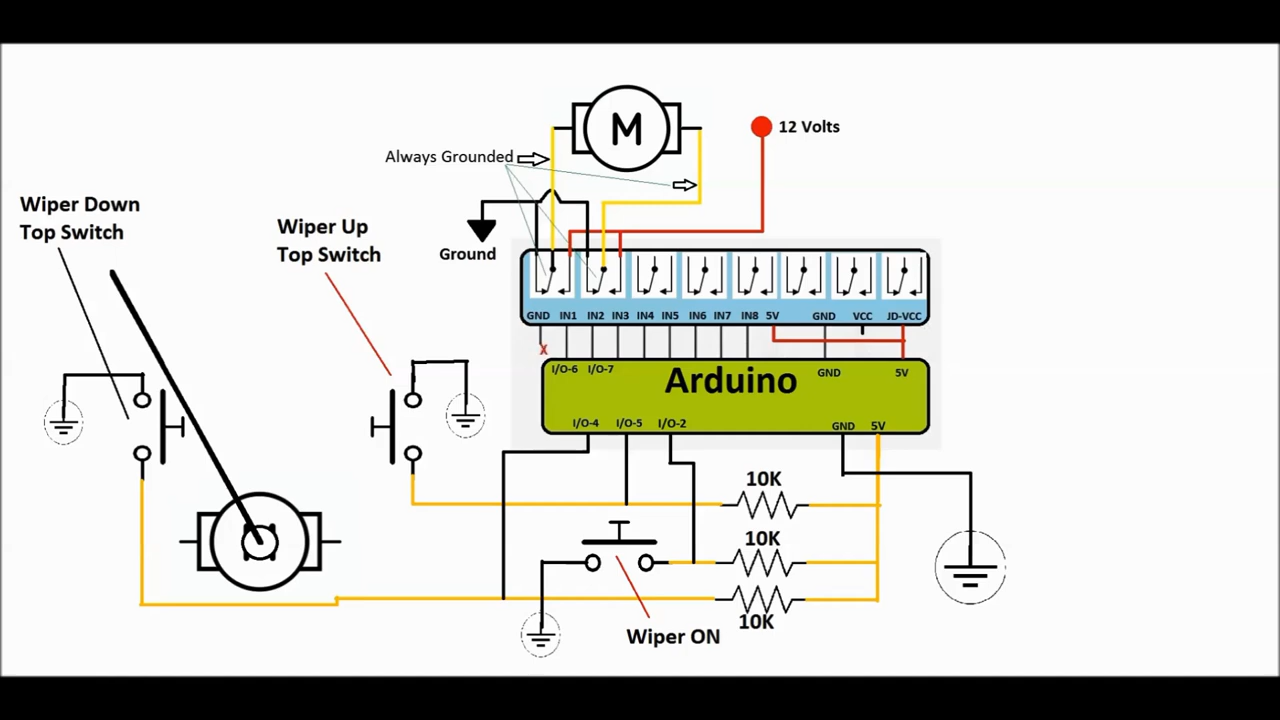 M
12 Volts
Always Grounded
Wiper Down
Top Switch
Wiper Up
Top Switch
Ground
GND IN1 IN2 IN3 IN4 IN5 IN6 IN7 IN8 5V GND VCC JD-VCC
X
I/O-6 I/O-7 GND 5V
Arduino
I/O-4 I/O-5 I/O-2 GND 5V
10K
10K
10K
Wiper ON